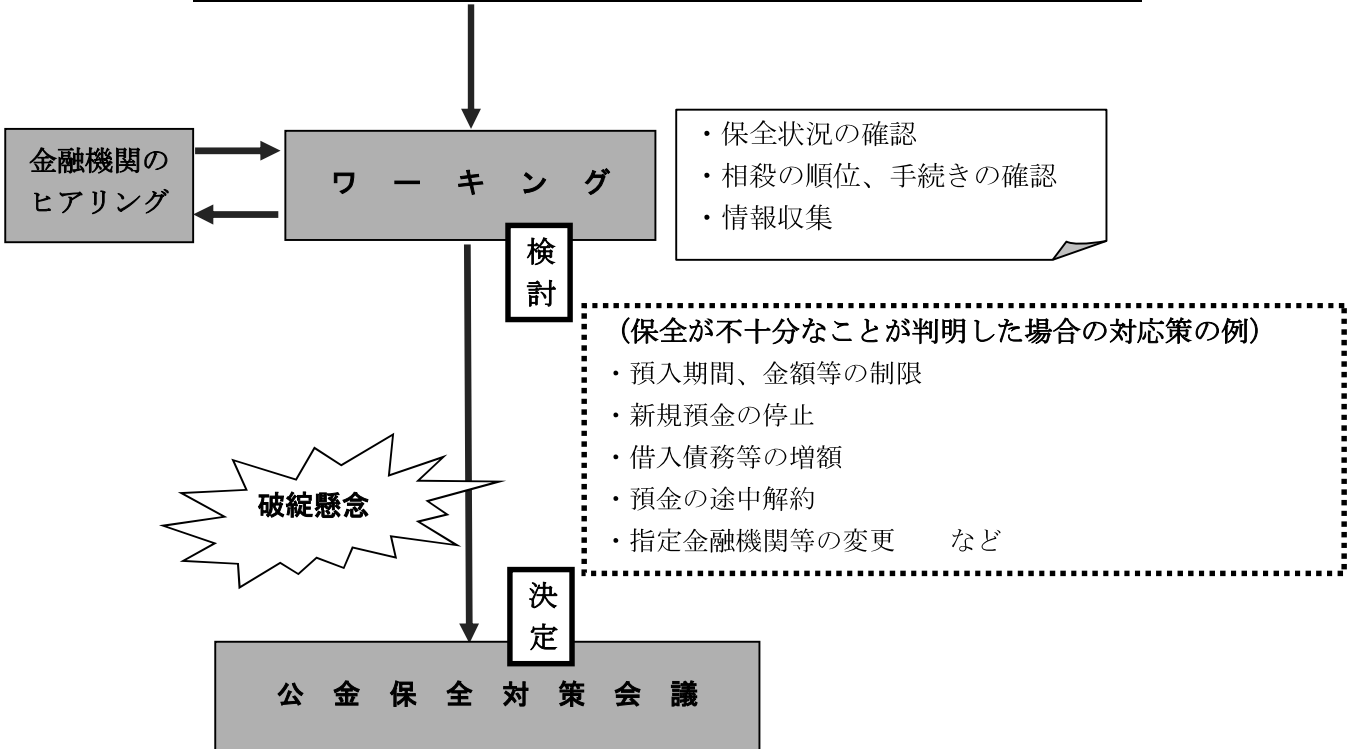 金融機関の
ヒアリング
ワーキング
・保全状況の確認
・相殺の順位、手続きの確認
・情報収集
検
討
（保全が不十分なことが判明した場合の対応策の例）
・預入期間、金額等の制限
・新規預金の停止
・借入債務等の増額
・預金の途中解約
・指定金融機関等の変更　　など
破綻懸念
決
定
公金保全対策会議